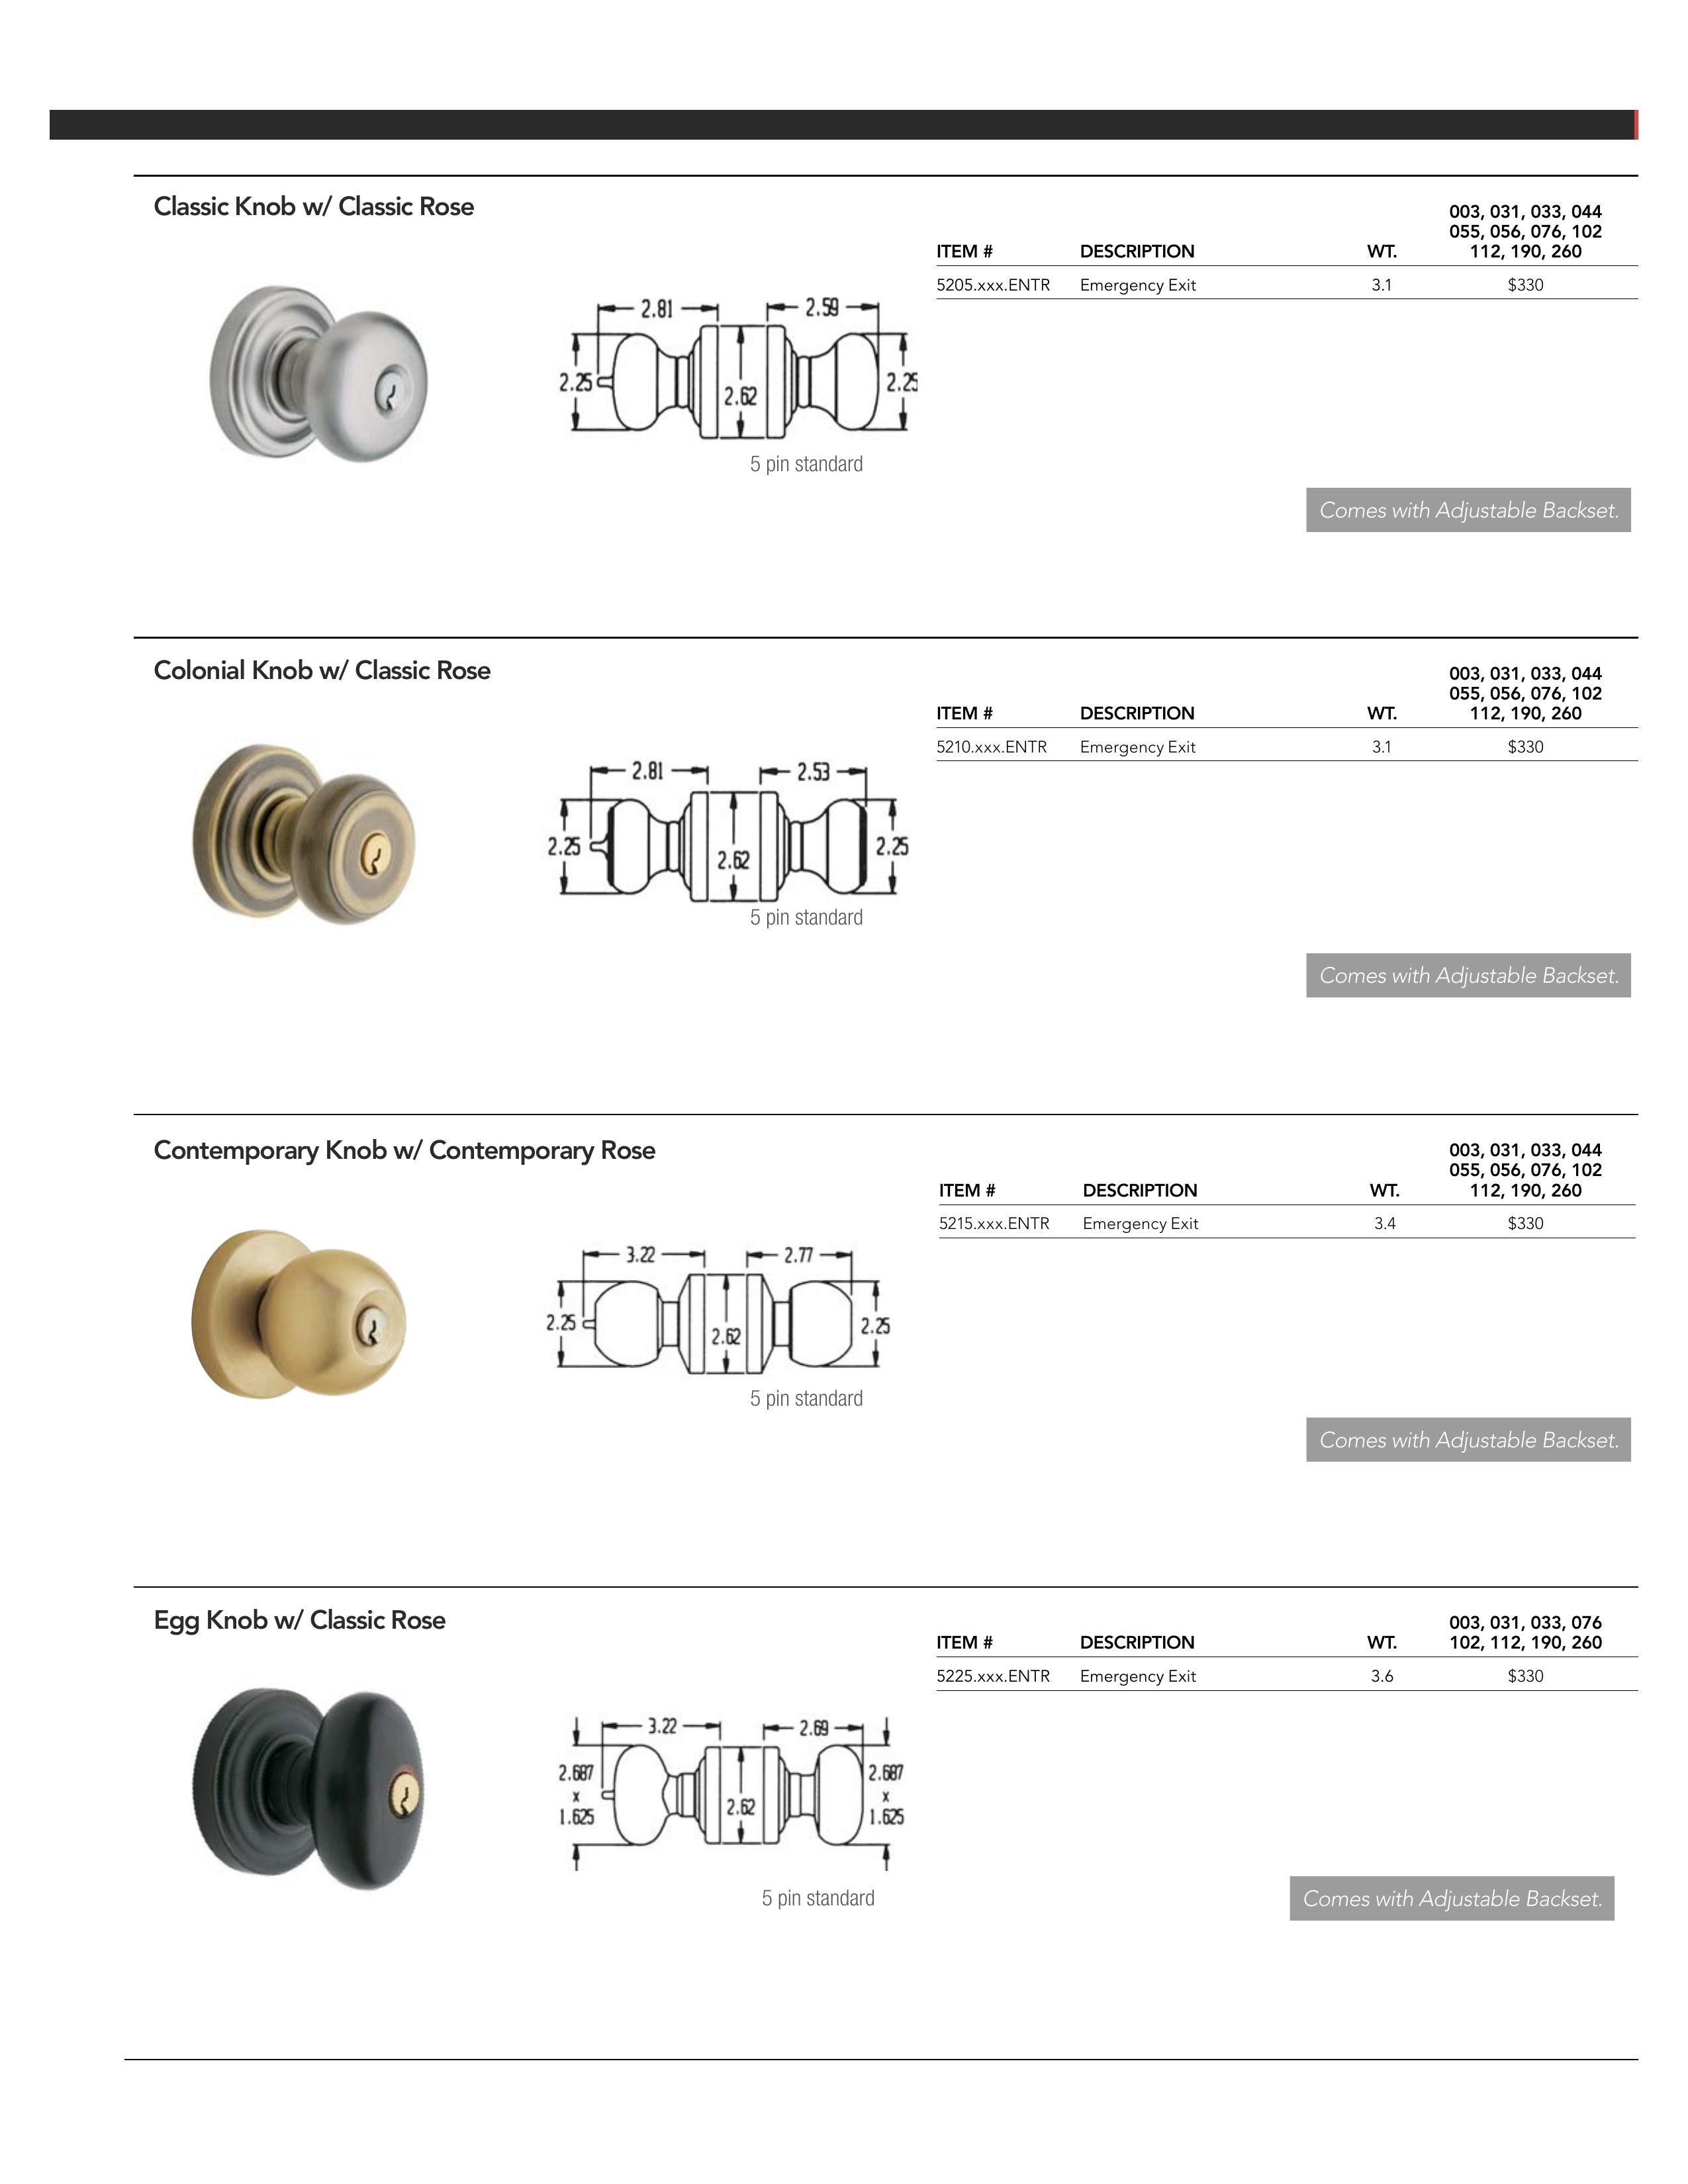 Classic Knob w/ Classic Rose
003, 031, 033, 044
055, 056, 076, 102
ITEM # DESCRIPTION WT. 112, 190, 260
5205.xxx.ENTR Emergency Exit 3.1 $330
2.81 2.59
2.25 2.62 2.25
5 pin standard
Comes with Adjustable Backset.
Colonial Knob w/ Classic Rose
003, 031, 033, 044
055, 056, 076, 102
ITEM # DESCRIPTION WT. 112, 190, 260
5210.xxx.ENTR Emergency Exit 3.1 $330
2.81 2.53
2.25 2.62 2.25
5 pin standard
Comes with Adjustable Backset.
Contemporary Knob w/ Contemporary Rose
003, 031, 033, 044
055, 056, 076, 102
ITEM # DESCRIPTION WT. 112, 190, 260
5215.xxx.ENTR Emergency Exit 3.4 $330
3.22 2.77
2.25 2.62 2.25
5 pin standard
Comes with Adjustable Backset.
Egg Knob w/ Classic Rose
003, 031, 033, 076
ITEM # DESCRIPTION WT. 102, 112, 190, 260
5225.xxx.ENTR Emergency Exit 3.6 $330
3.22 2.69
2.687 2.687
x x
1.625 2.62 1.625
5 pin standard
Comes with Adjustable Backset.